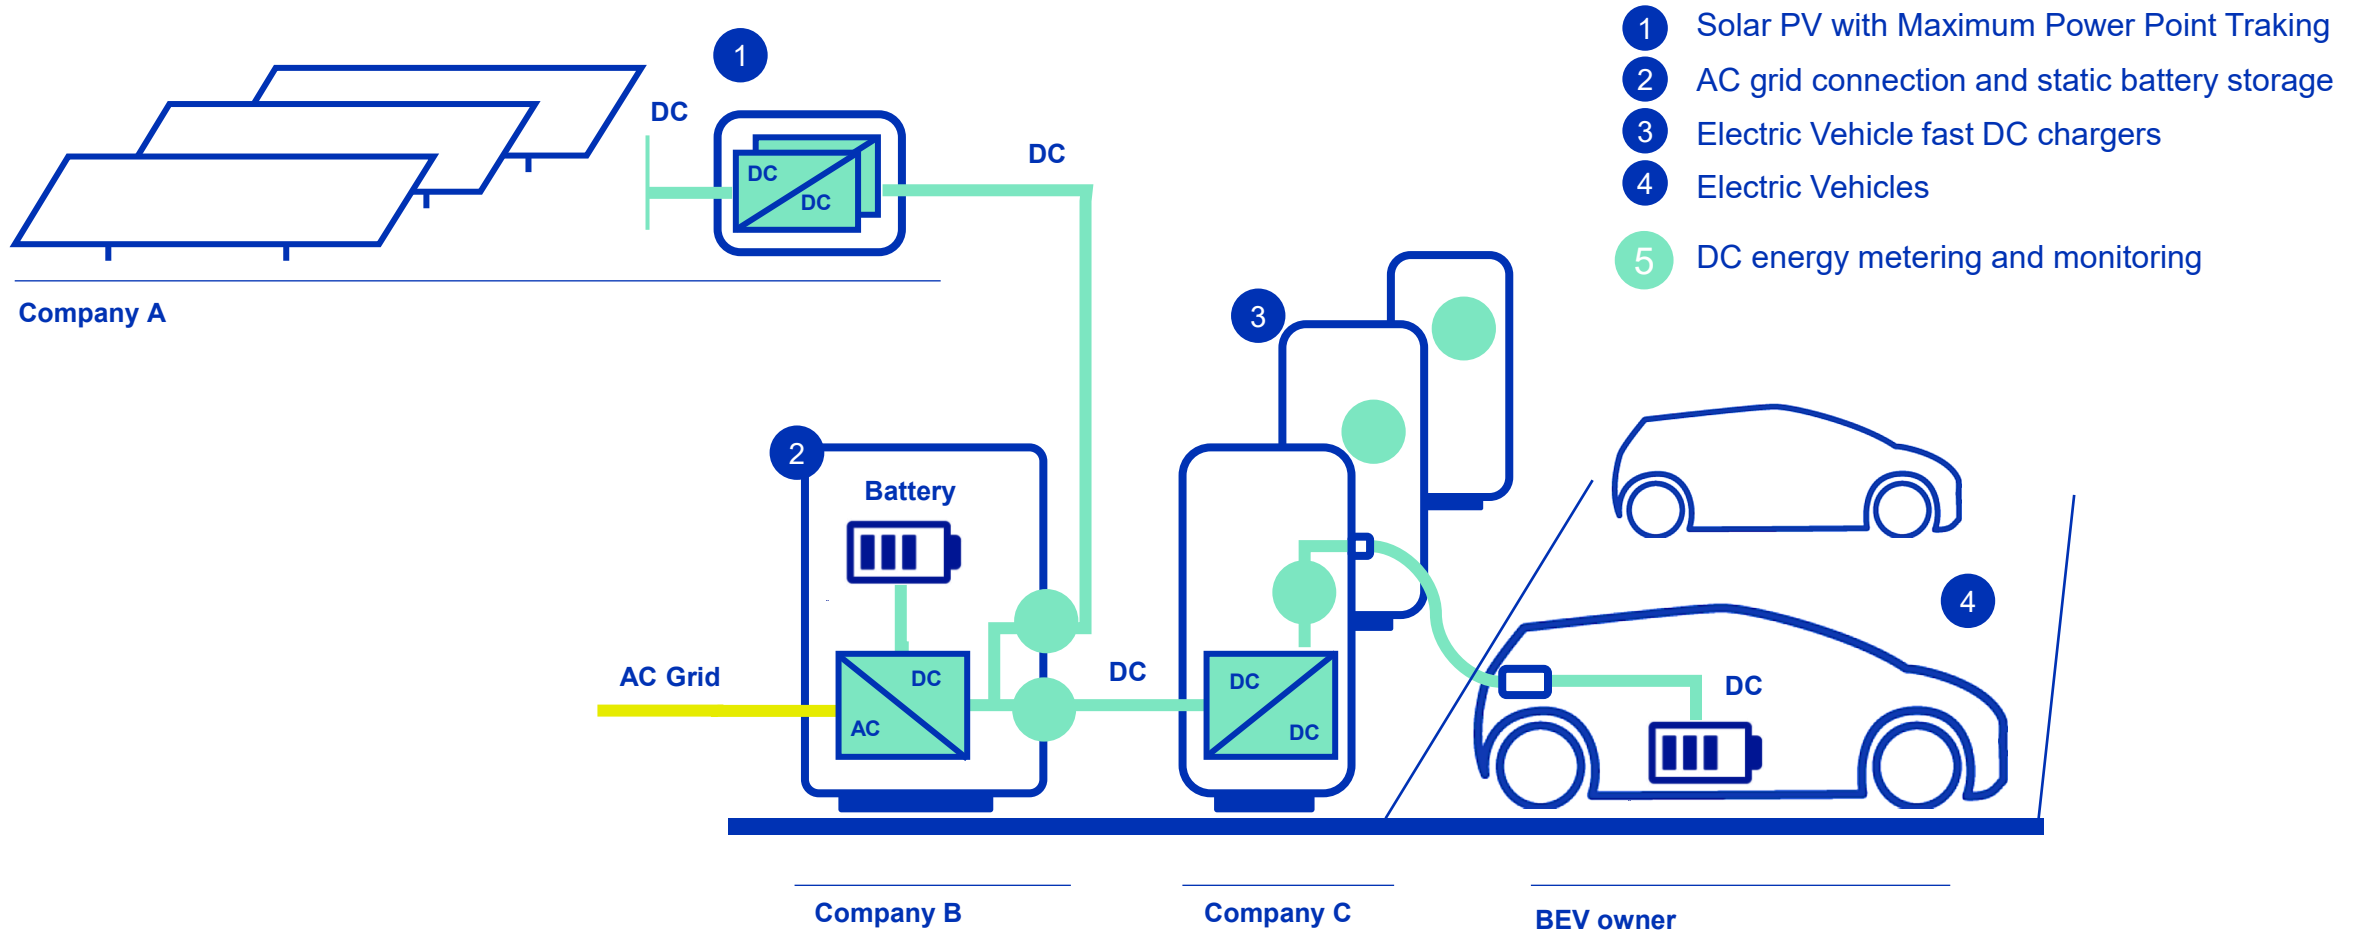 1 Solar PV with Maximum Power Point Traking
2 AC grid connection and static battery storage
3 Electric Vehicle fast DC chargers
4 Electric Vehicles
5 DC energy metering and monitoring
1
DC
DC
DC
DC
Company A
3
2
Battery
4
AC Grid
DC
AC
DC
DC
DC
DC
Company B
Company C
BEV owner